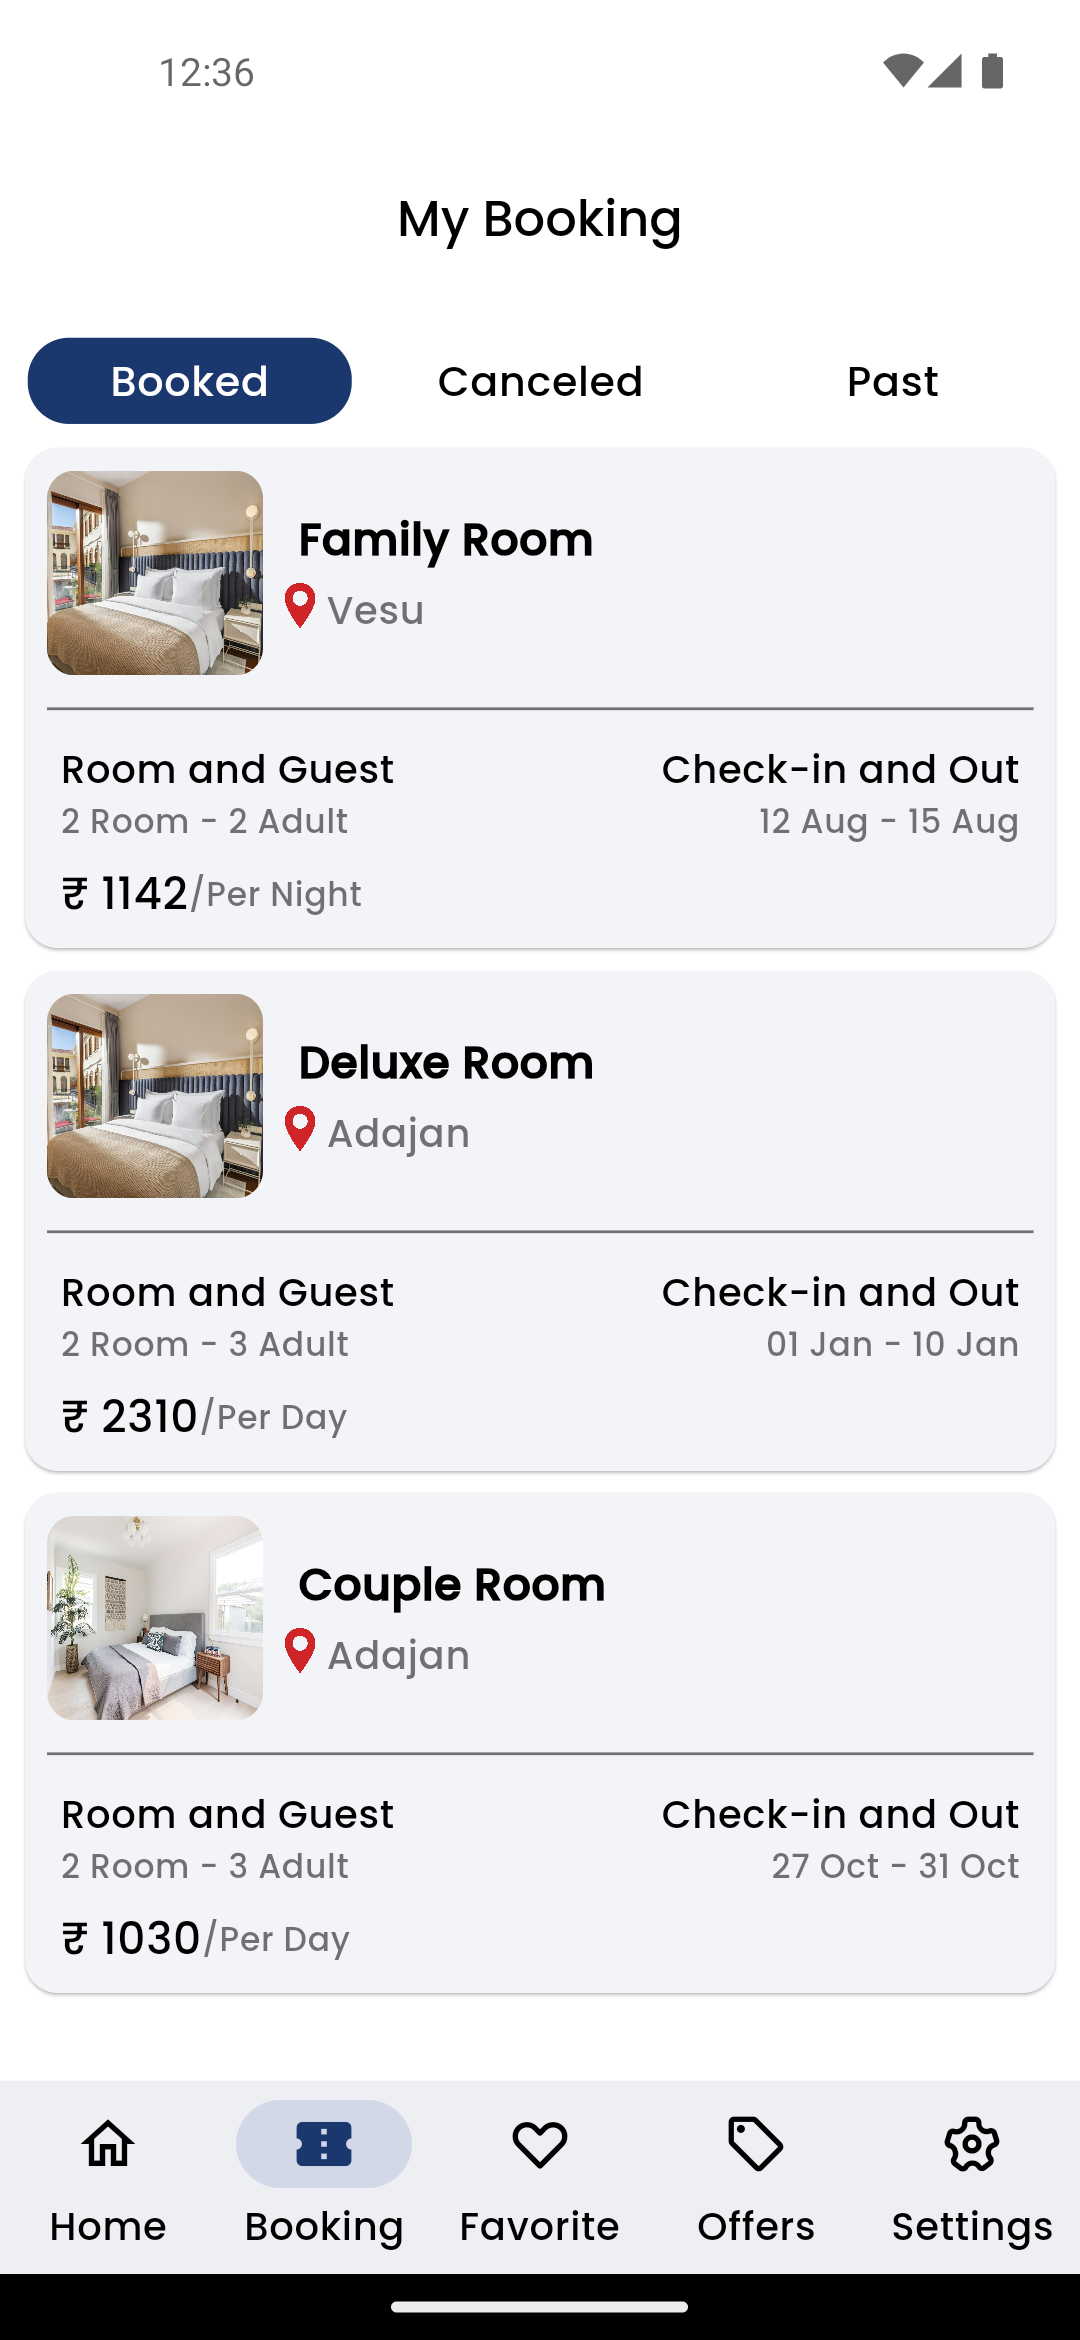 12:36
My Booking
Booked Canceled Past
Family Room
Vesu
Room and Guest Check-in and Out
2 Room - 2 Adult 12 Aug - 15 Aug
₹ 1142/Per Night
Deluxe Room
Adajan
Room and Guest Check-in and Out
2 Room - 3 Adult 01 Jan - 10 Jan
₹ 2310/Per Day
Couple Room
Adajan
Room and Guest Check-in and Out
2 Room - 3 Adult 27 Oct - 31 Oct
₹ 1030/Per Day
Home Booking Favorite Offers Settings